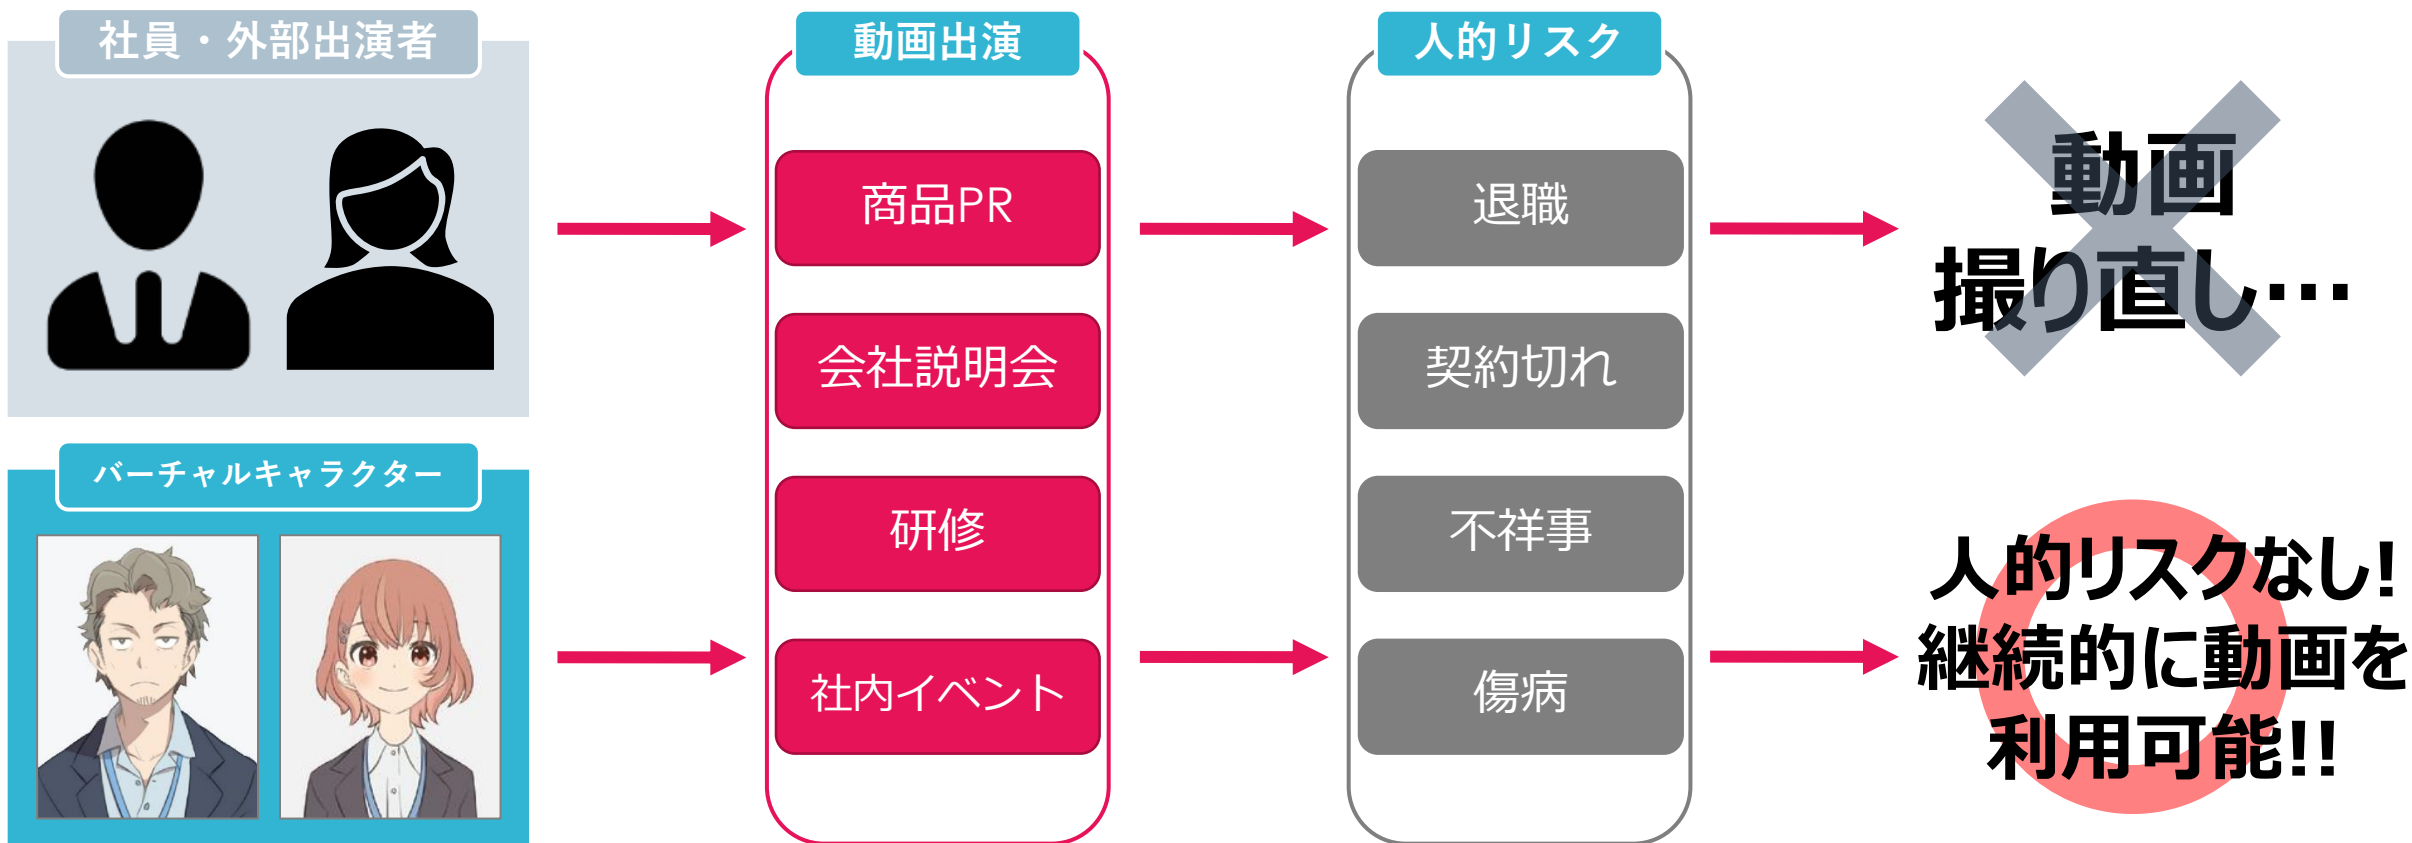 社員・外部出演者
動画出演
人的リスク
商品PR
会社説明会
研修
社内イベント
退職
契約切れ
不祥事
傷病
動画
撮り直し…
バーチャルキャラクター
人的リスクなし!
継続的に動画を
利用可能!!